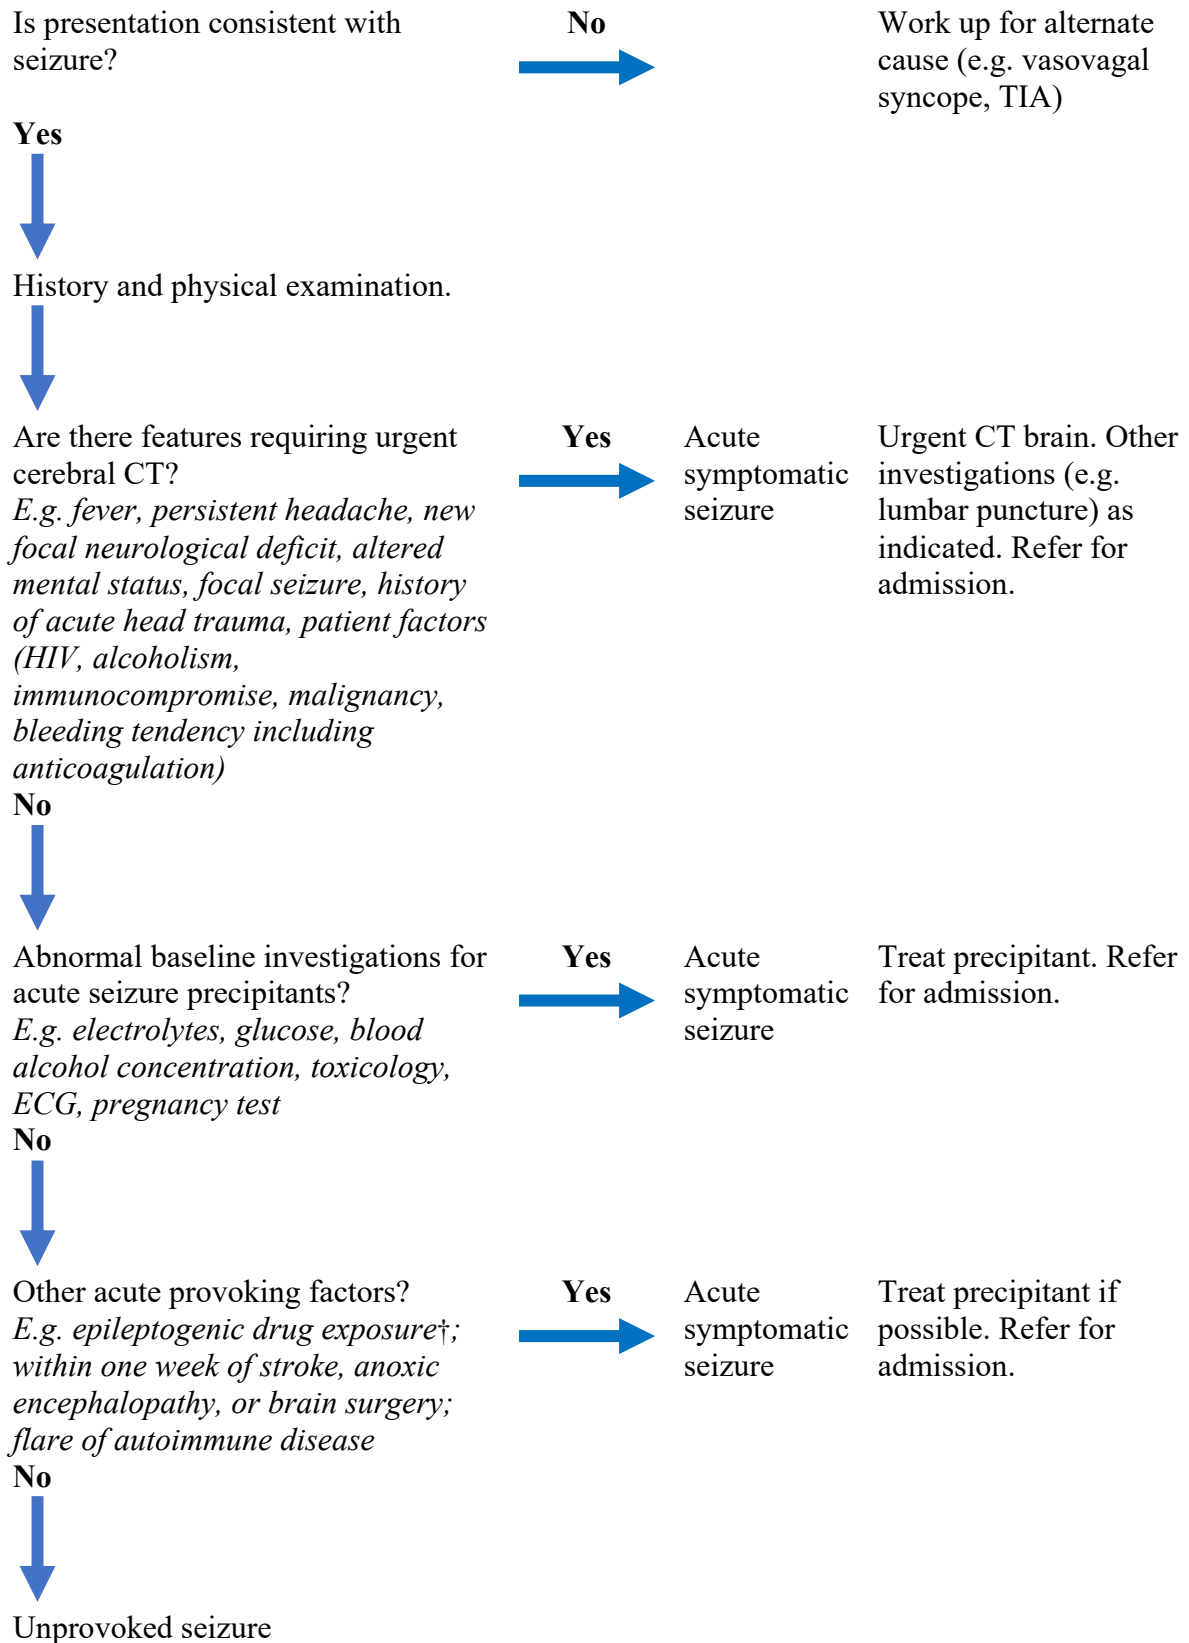 Is presentation consistent with
seizure?
No
Work up for alternate
cause (e.g. vasovagal
syncope, TIA)
Yes
History and physical examination.
Are there features requiring urgent
cerebral CT?
E.g. fever, persistent headache, new
focal neurological deficit, altered
mental status, focal seizure, history
of acute head trauma, patient factors
(HIV, alcoholism,
immunocompromise, malignancy,
bleeding tendency including
anticoagulation)
Yes
Acute
symptomatic
seizure
Urgent CT brain. Other
investigations (e.g.
lumbar puncture) as
indicated. Refer for
admission.
No
Abnormal baseline investigations for
acute seizure precipitants?
E.g. electrolytes, glucose, blood
alcohol concentration, toxicology,
ECG, pregnancy test
Yes
Acute
symptomatic
seizure
Treat precipitant. Refer
for admission.
No
Other acute provoking factors?
E.g. epileptogenic drug exposure†;
within one week of stroke, anoxic
encephalopathy, or brain surgery;
flare of autoimmune disease
Yes
Acute
symptomatic
seizure
Treat precipitant if
possible. Refer for
admission.
No
Unprovoked seizure